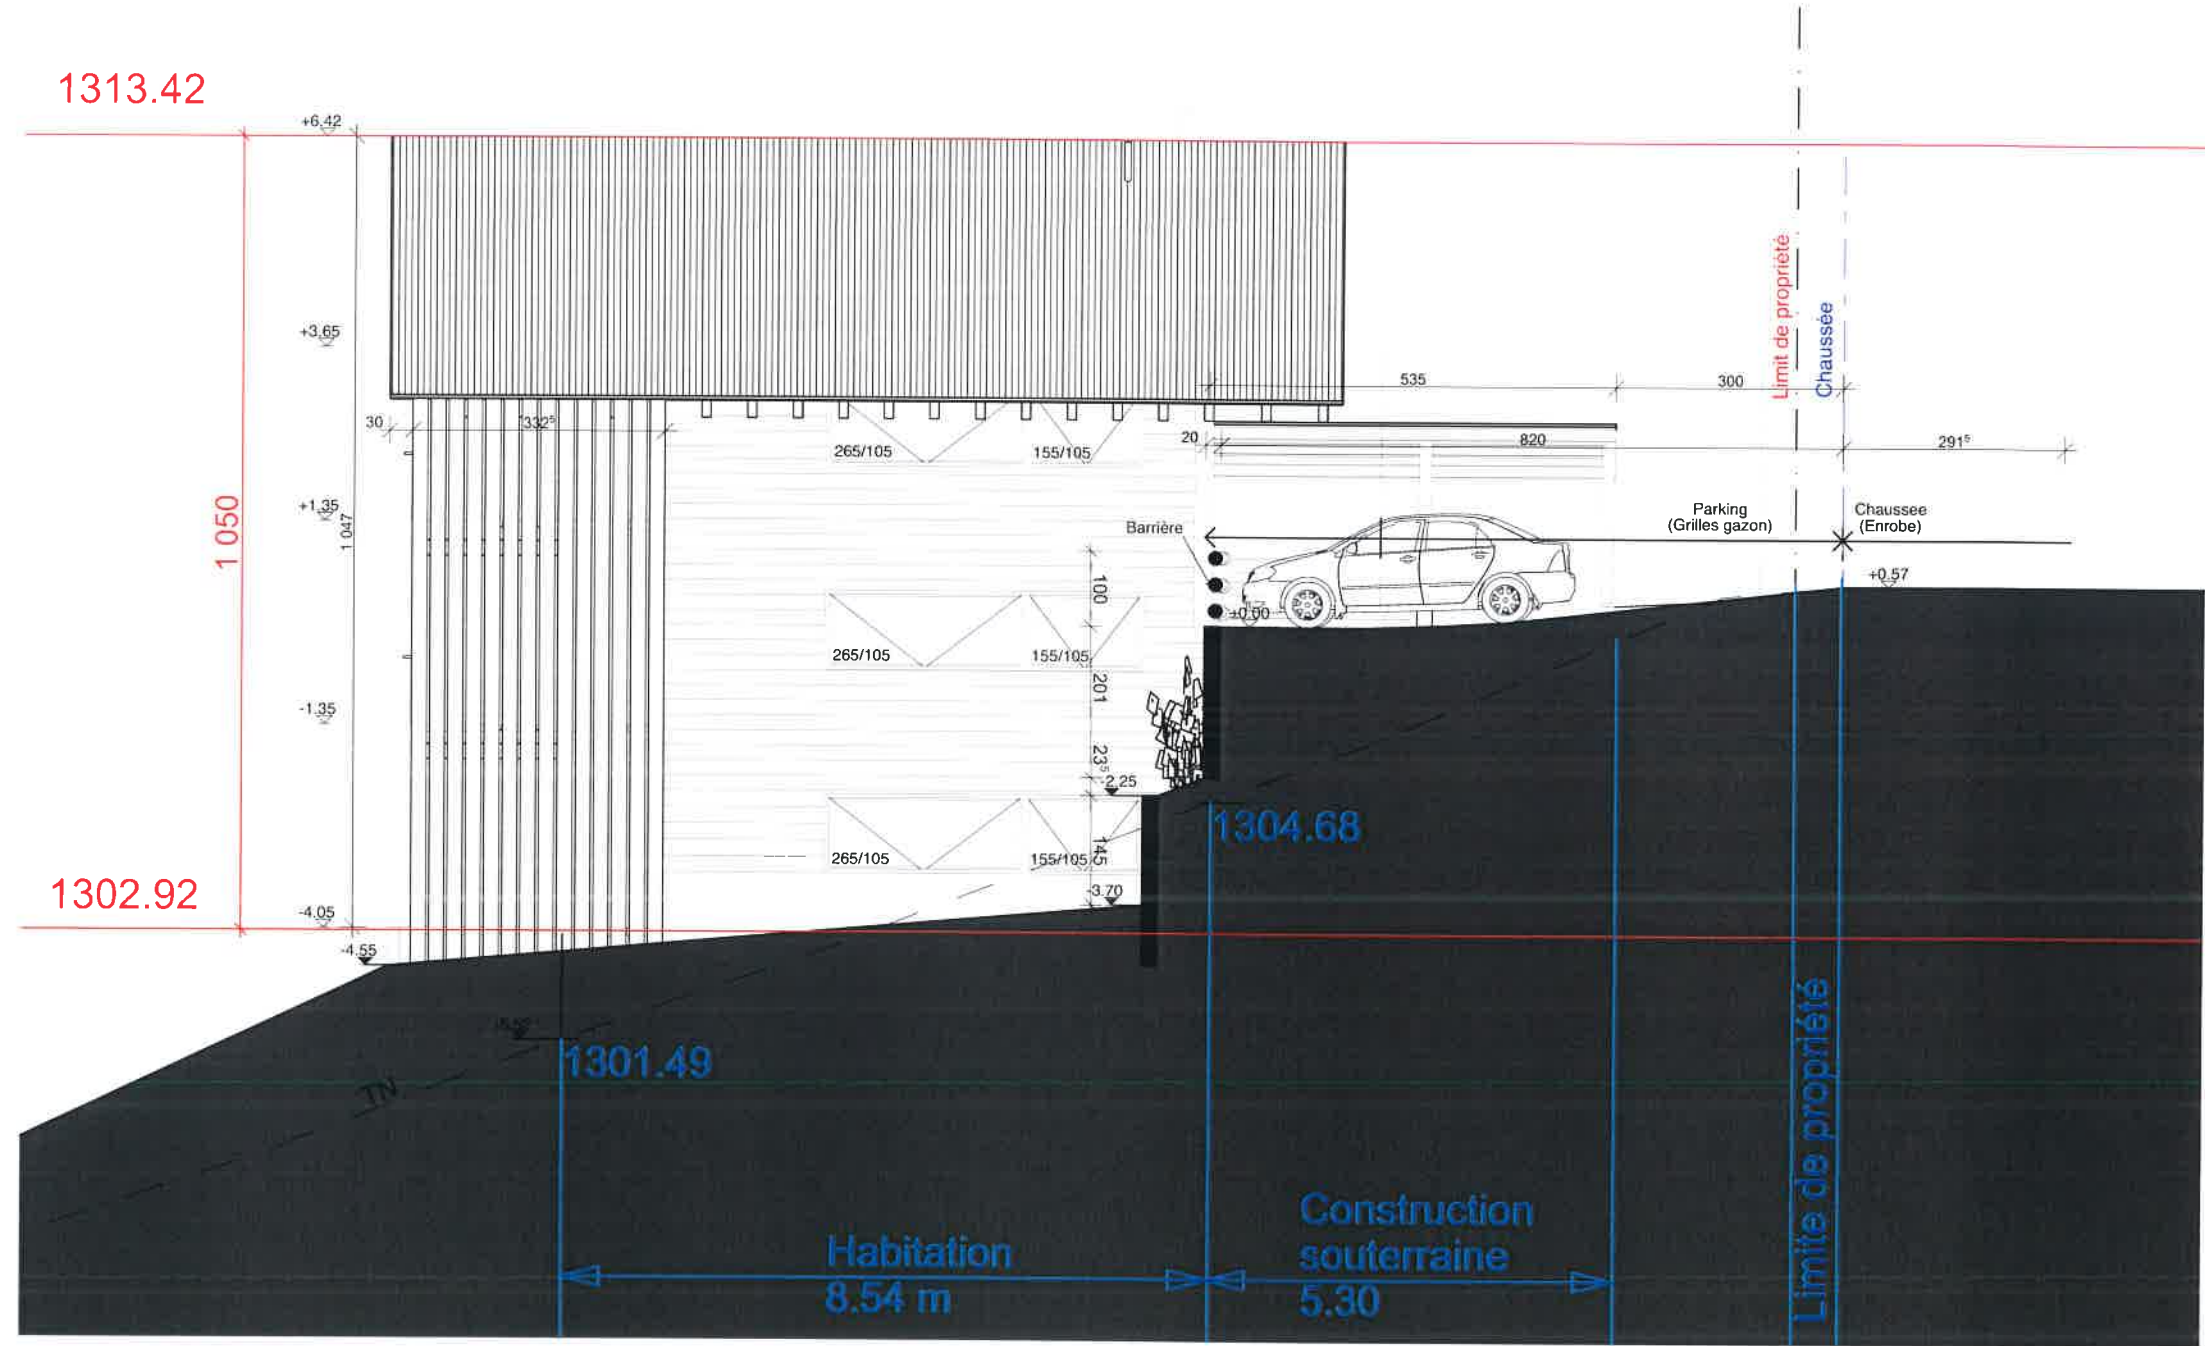 1313.42
+6.42
+3.65
Limit de propriété
Chaussée
535
300
30
332⁵
265/105
155/105
20
820
291⁵
1 050
+1.35
1 047
Barrière
Parking
(Grilles gazon)
Chaussee
(Enrobe)
100
+0.57
±0.00
265/105
155/105
201
-1.35
23⁵
-2.25
1304.68
265/105
155/105
145
1302.92
-3.70
-4.05
-4.55
1301.49
TN
Limite de propriété
Habitation
8.54 m
Construction
souterraine
5.30